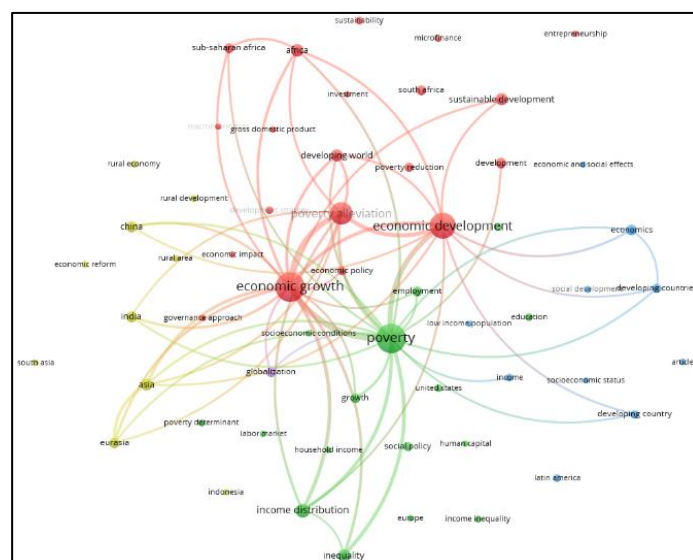 sustainability
entrepreneurship
microfinance
sub-saharan africa
africa
investment
south africa
sustainable development
gross domestic product
developing world
poverty reduction
development
economic and social effects
rural economy
rural development
poverty alleviation
economic development
economics
china
economic reform
rural area
economic impact
economic policy
economic growth
employment
social development
developing countries
india
governance approach
socioeconomic conditions
low income population
education
poverty
south asia
asia
globalization
growth
united states
income
socioeconomic status
article
eurasia
poverty determinant
labor market
household income
social policy
human capital
developing country
latin america
indonesia
income distribution
europe
income inequality
inequality